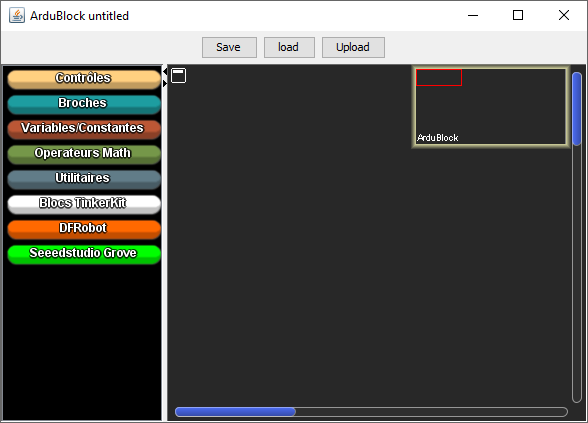 ArduBlock untitled
Save load Upload
Contrôles
Broches
Variables/Constantes
Operateurs Math
Utilitaires
Blocs TinkerKit
DFRobot
Seeedstudio Grove
ArduBlock